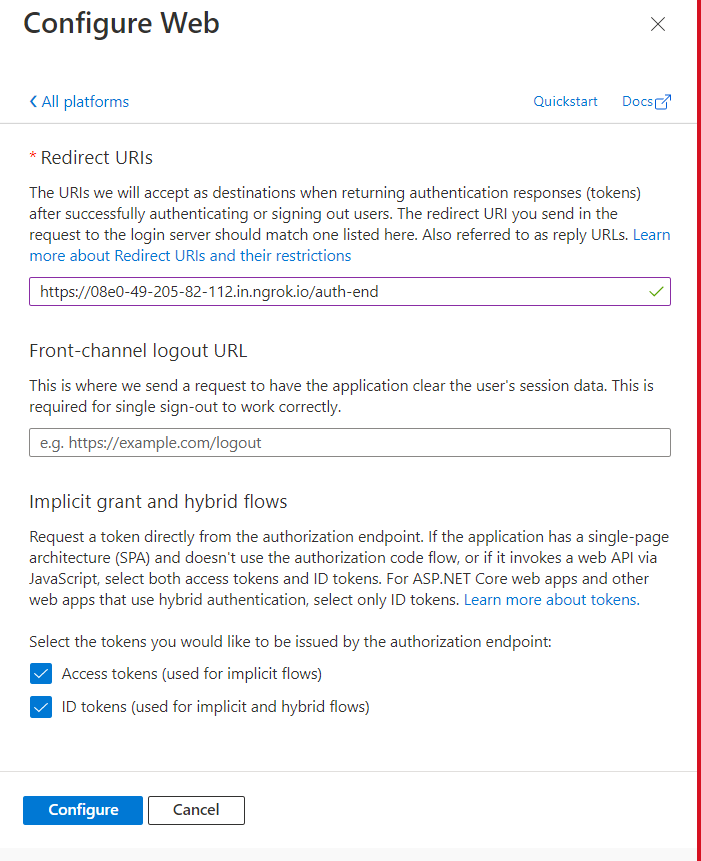 Configure Web
All platforms
Quickstart
Docs
* Redirect URIs
The URIs we will accept as destinations when returning authentication responses (tokens)
after successfully authenticating or signing out users. The redirect URI you send in the
request to the login server should match one listed here. Also referred to as reply URLs. Learn
more about Redirect URIs and their restrictions
https://08e0-49-205-82-112.in.ngrok.io/auth-end
Front-channel logout URL
This is where we send a request to have the application clear the user's session data. This is
required for single sign-out to work correctly.
e.g. https://example.com/logout
Implicit grant and hybrid flows
Request a token directly from the authorization endpoint. If the application has a single-page
architecture (SPA) and doesn't use the authorization code flow, or if it invokes a web API via
JavaScript, select both access tokens and ID tokens. For ASP.NET Core web apps and other
web apps that use hybrid authentication, select only ID tokens. Learn more about tokens.
Select the tokens you would like to be issued by the authorization endpoint:
Access tokens (used for implicit flows)
ID tokens (used for implicit and hybrid flows)
Configure
Cancel